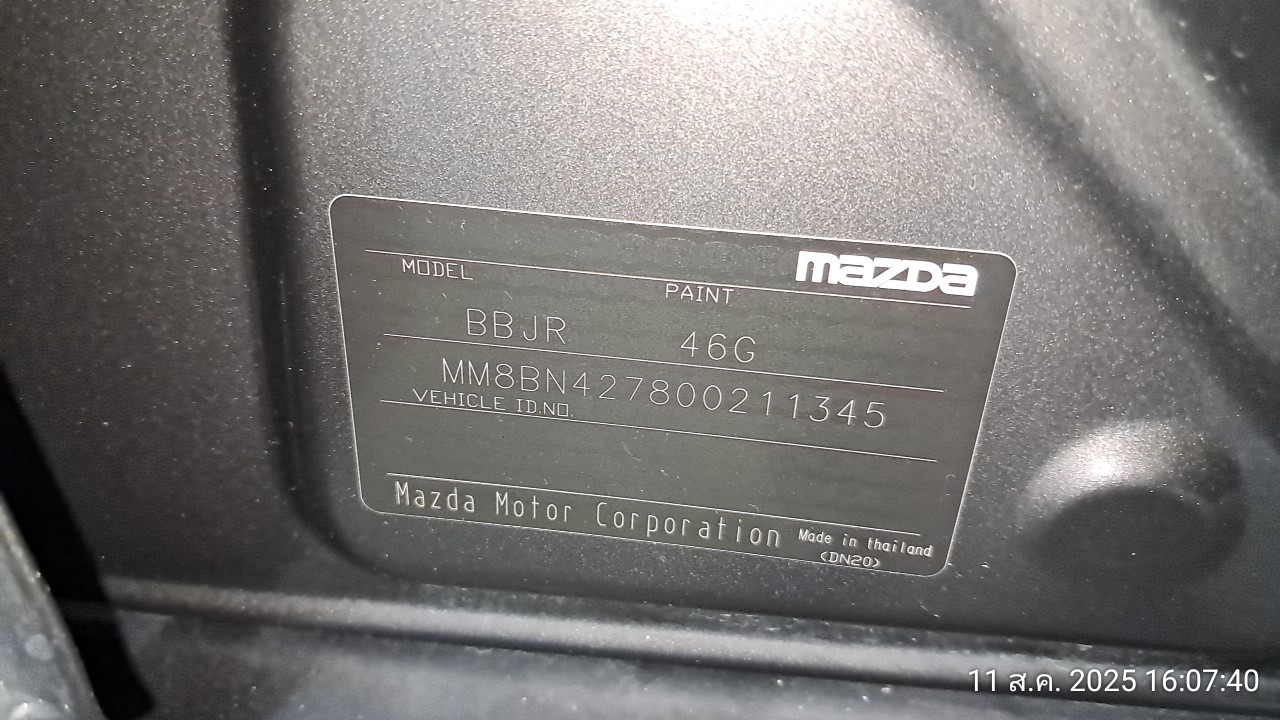 mazda
MODEL PAINT
BBJR 46G
MM8BN427800211345
VEHICLE ID.NO.
Mazda Motor Corporation Made in thailand
<DN20>
11 ส.ค. 2025 16:07:40